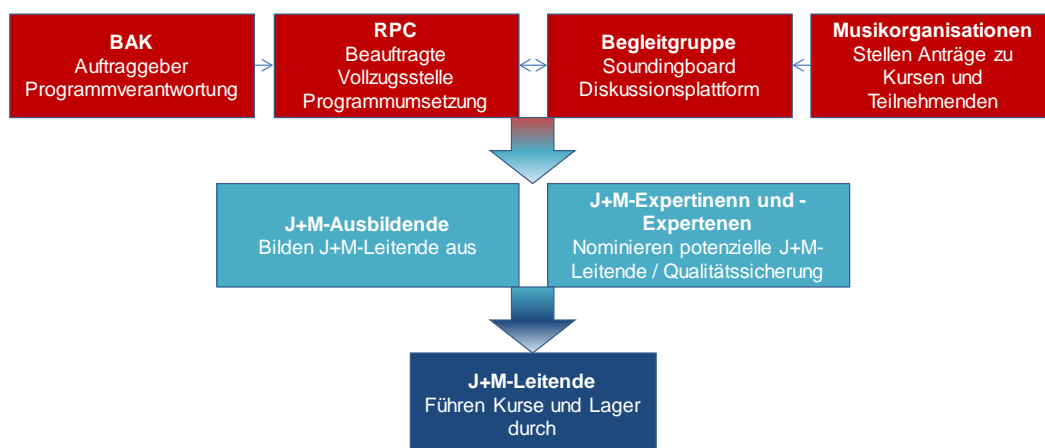 BAK
Auftraggeber
Programmverantwortung
RPC
Beauftragte
Vollzugsstelle
Programmumsetzung
Begleitgruppe
Soundingboard
Diskussionsplattform
Musikorganisationen
Stellen Anträge zu
Kursen und
Teilnehmenden
J+M-Ausbildende
Bilden J+M-Leitende aus
J+M-Expertinenn und -
Expertenen
Nominieren potenzielle J+M-
Leitende / Qualitätssicherung
J+M-Leitende
Führen Kurse und Lager
durch